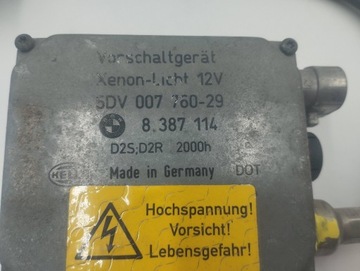 Vorschaltgerät
Xenon-Licht 12V
5DV 007 760-29
8.387 114
D2S;D2R 2000h
HELLA
Made in Germany
DOT
Hochspannung!
Vorsicht!
Lebensgefahr!